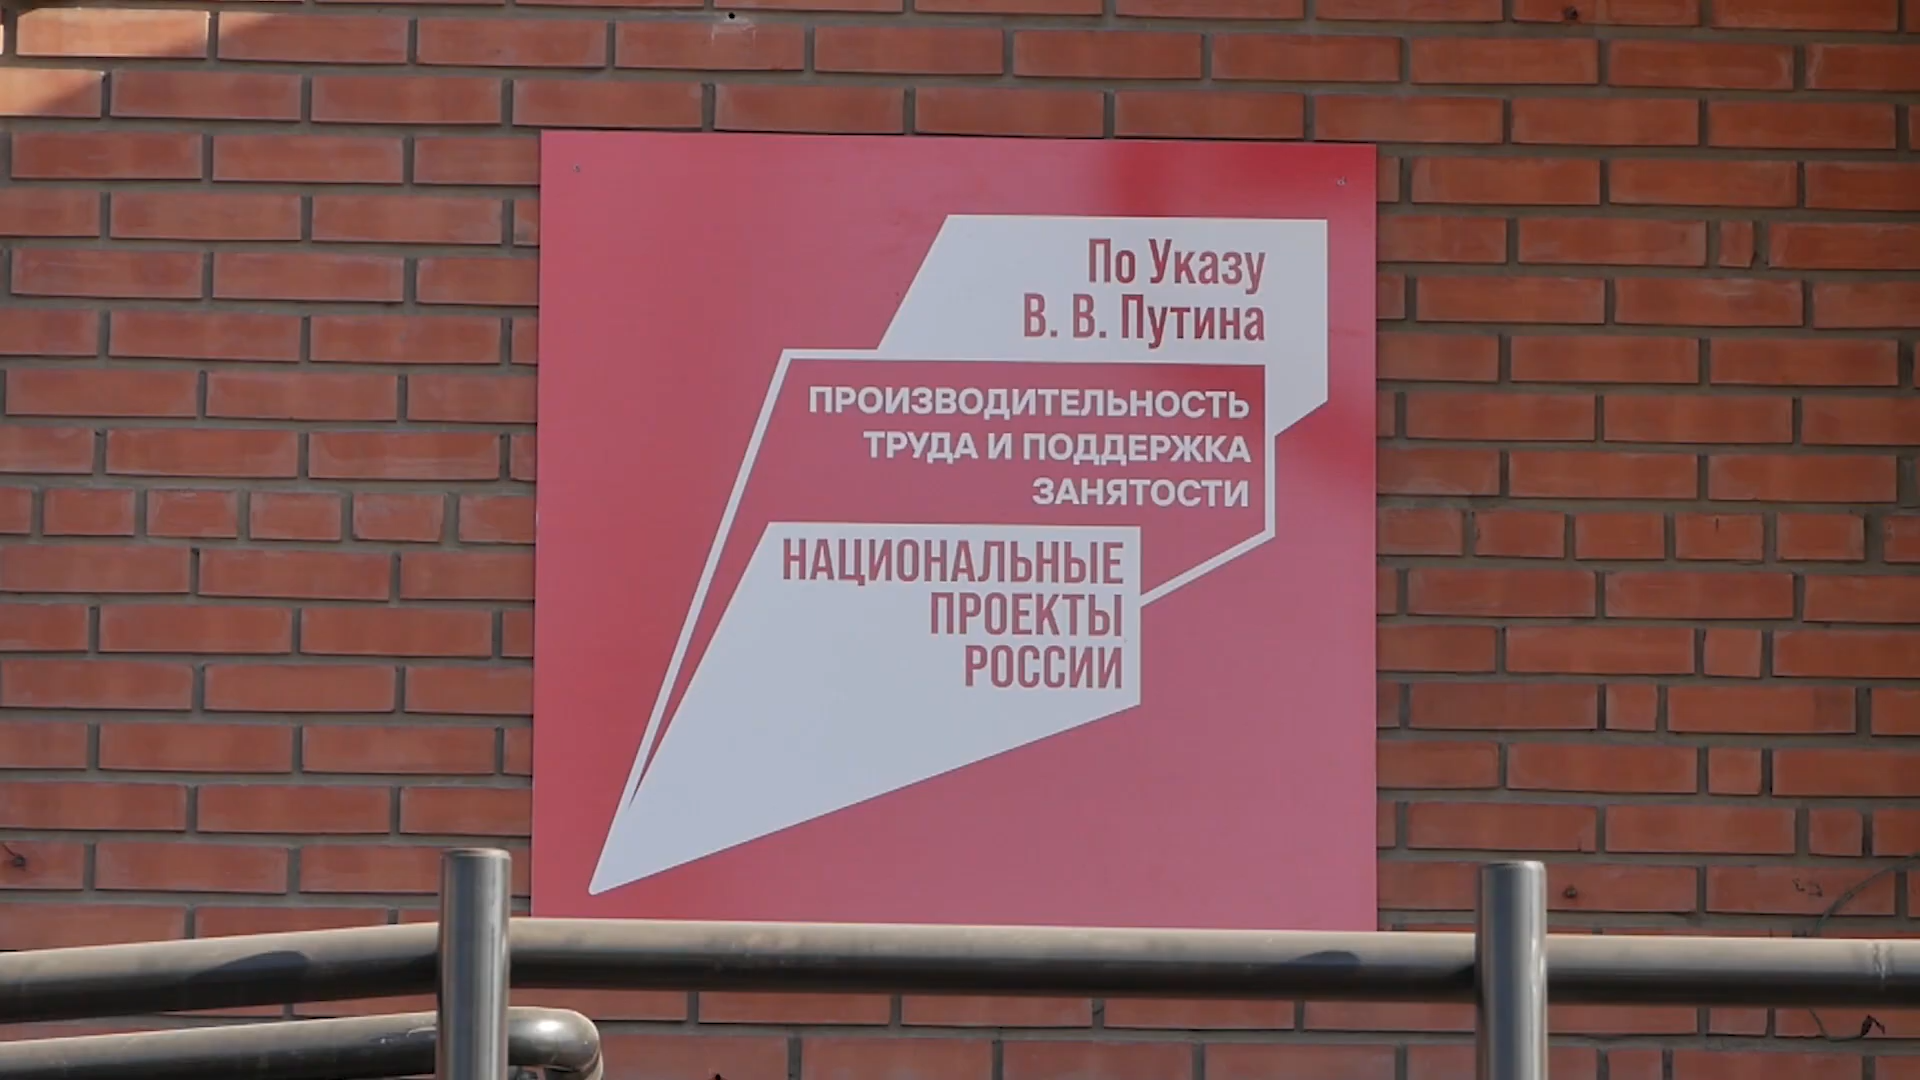 По Указу
В. В. Путина
ПРОИЗВОДИТЕЛЬНОСТЬ
ТРУДА И ПОДДЕРЖКА
ЗАНЯТОСТИ
НАЦИОНАЛЬНЫЕ
ПРОЕКТЫ
РОССИИ